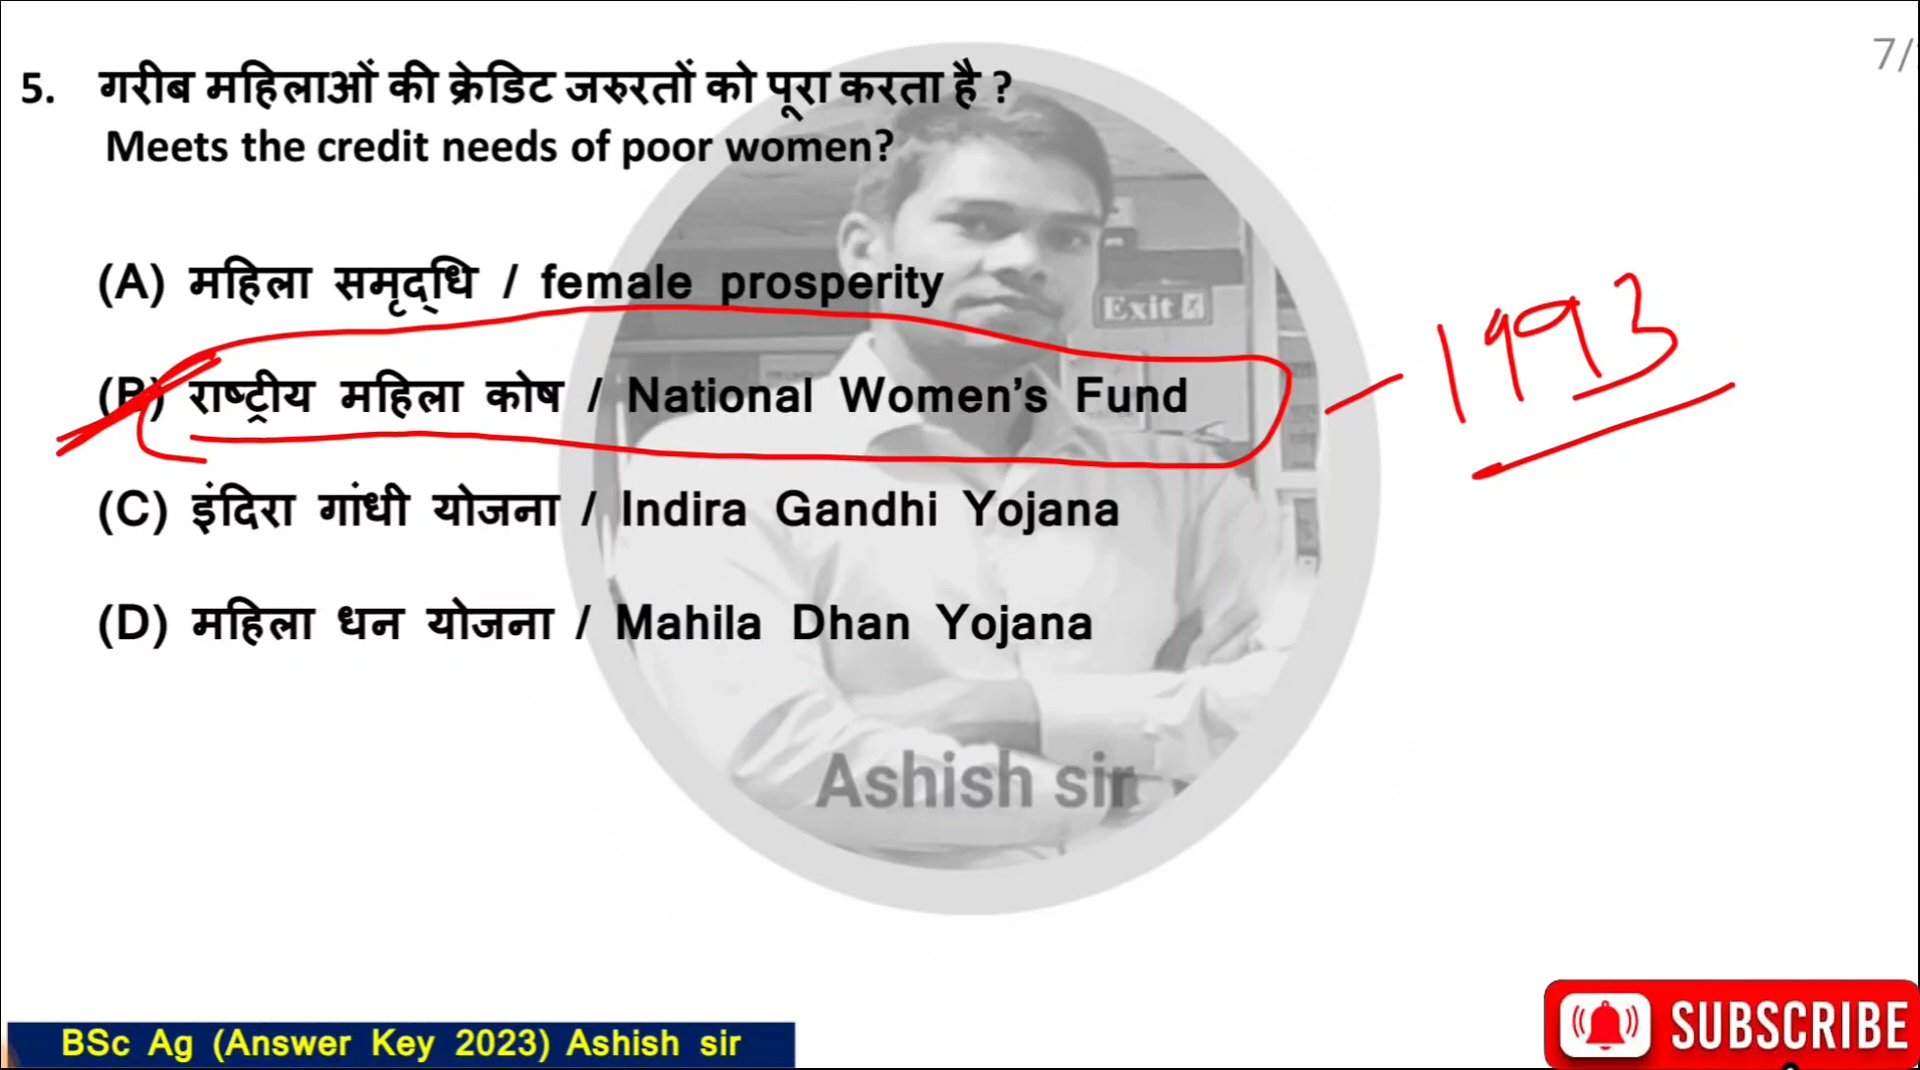 7/
5. गरीब महिलाओं की क्रेडिट जरुरतों को पूरा करता है ?
Meets the credit needs of poor women?
(A) महिला समृद्धि / female prosperity
(B) राष्ट्रीय महिला कोष / National Women's Fund
1993
(C) इंदिरा गांधी योजना / Indira Gandhi Yojana
(D) महिला धन योजना / Mahila Dhan Yojana
Exit
Ashish sir
BSc Ag (Answer Key 2023) Ashish sir
SUBSCRIBE